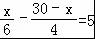 x/6 - (30 - x)/4 = 5